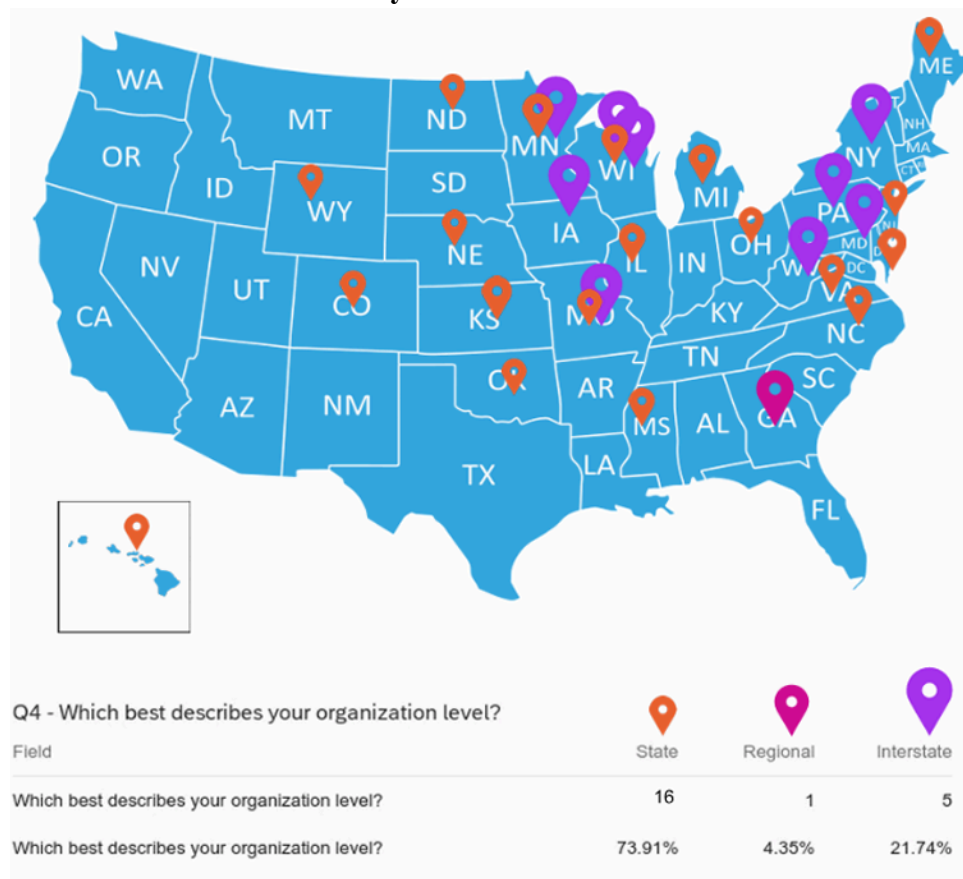 WA
MT
ND
MN
ME
OR
ID
WY
SD
WI
MI
NY
NH
MA
CT
NV
UT
CO
NE
IA
IL
IN
OH
PA
NJ
MD
DC
CA
KS
KY
VA
NC
AZ
NM
TN
AR
SC
MS
AL
GA
TX
LA
FL
Q4 - Which best describes your organization level?
Field State Regional Interstate
Which best describes your organization level? 16 1 5
Which best describes your organization level? 73.91% 4.35% 21.74%